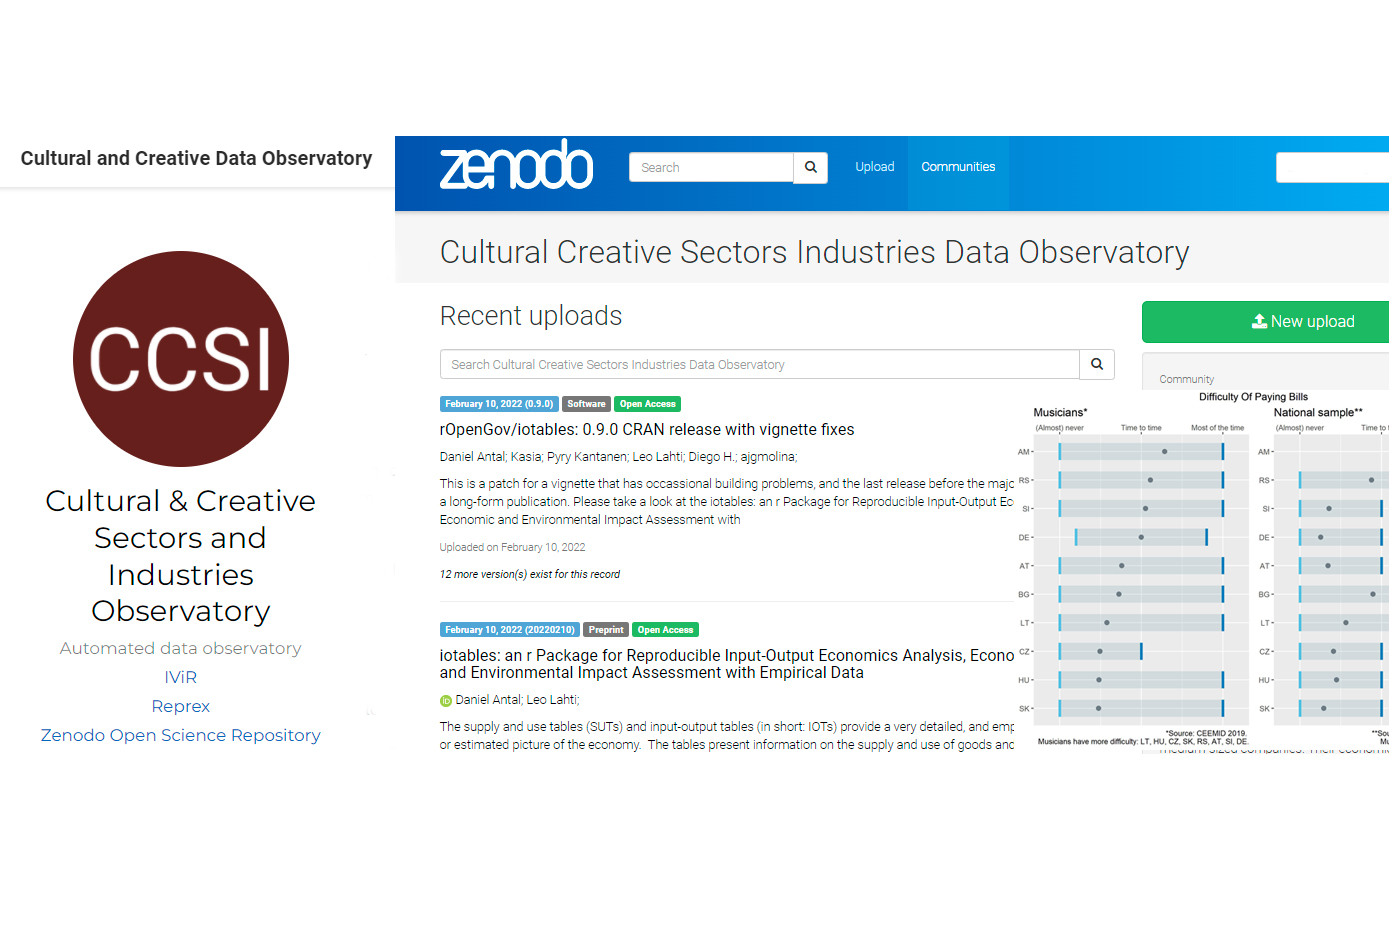 Cultural and Creative Data Observatory
CCSI
Cultural & Creative
Sectors and
Industries
Observatory
Automated data observatory
IViR
Reprex
Zenodo Open Science Repository
zenodo
Search
Upload
Communities
Cultural Creative Sectors Industries Data Observatory
Recent uploads
Search Cultural Creative Sectors Industries Data Observatory
February 10, 2022 (0.9.0) Software Open Access
rOpenGov/iotables: 0.9.0 CRAN release with vignette fixes
Daniel Antal; Kasia; Pyry Kantanen; Leo Lahti; Diego H.; ajgmolina;
This is a patch for a vignette that has occassional building problems, and the last release before the majo
a long-form publication. Please take a look at the iotables: an r Package for Reproducible Input-Output Ec
Economic and Environmental Impact Assessment with
Uploaded on February 10, 2022
12 more version(s) exist for this record
February 10, 2022 (20220210) Preprint Open Access
iotables: an r Package for Reproducible Input-Output Economics Analysis, Econo
and Environmental Impact Assessment with Empirical Data
iD Daniel Antal; Leo Lahti;
The supply and use tables (SUTs) and input-output tables (in short: IOTs) provide a very detailed, and emp
or estimated picture of the economy.  The tables present information on the supply and use of goods and
New upload
Community
Difficulty Of Paying Bills
Musicians*
(Almost) never Time to time Most of the time
AM
RS
SI
DE
AT
BG
LT
CZ
HU
SK
*Source: CEEMID 2019.
Musicians have more difficulty: LT, HU, CZ, SK, RS, AT, SI, DE.
National sample**
(Almost) never Time to t
AM
RS
SI
DE
AT
BG
LT
CZ
HU
SK
**Sou
Mu